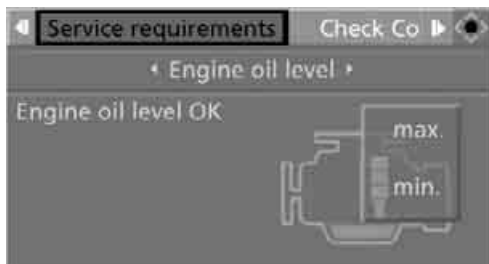 Service requirements Check Co
Engine oil level
Engine oil level OK
max.
min.